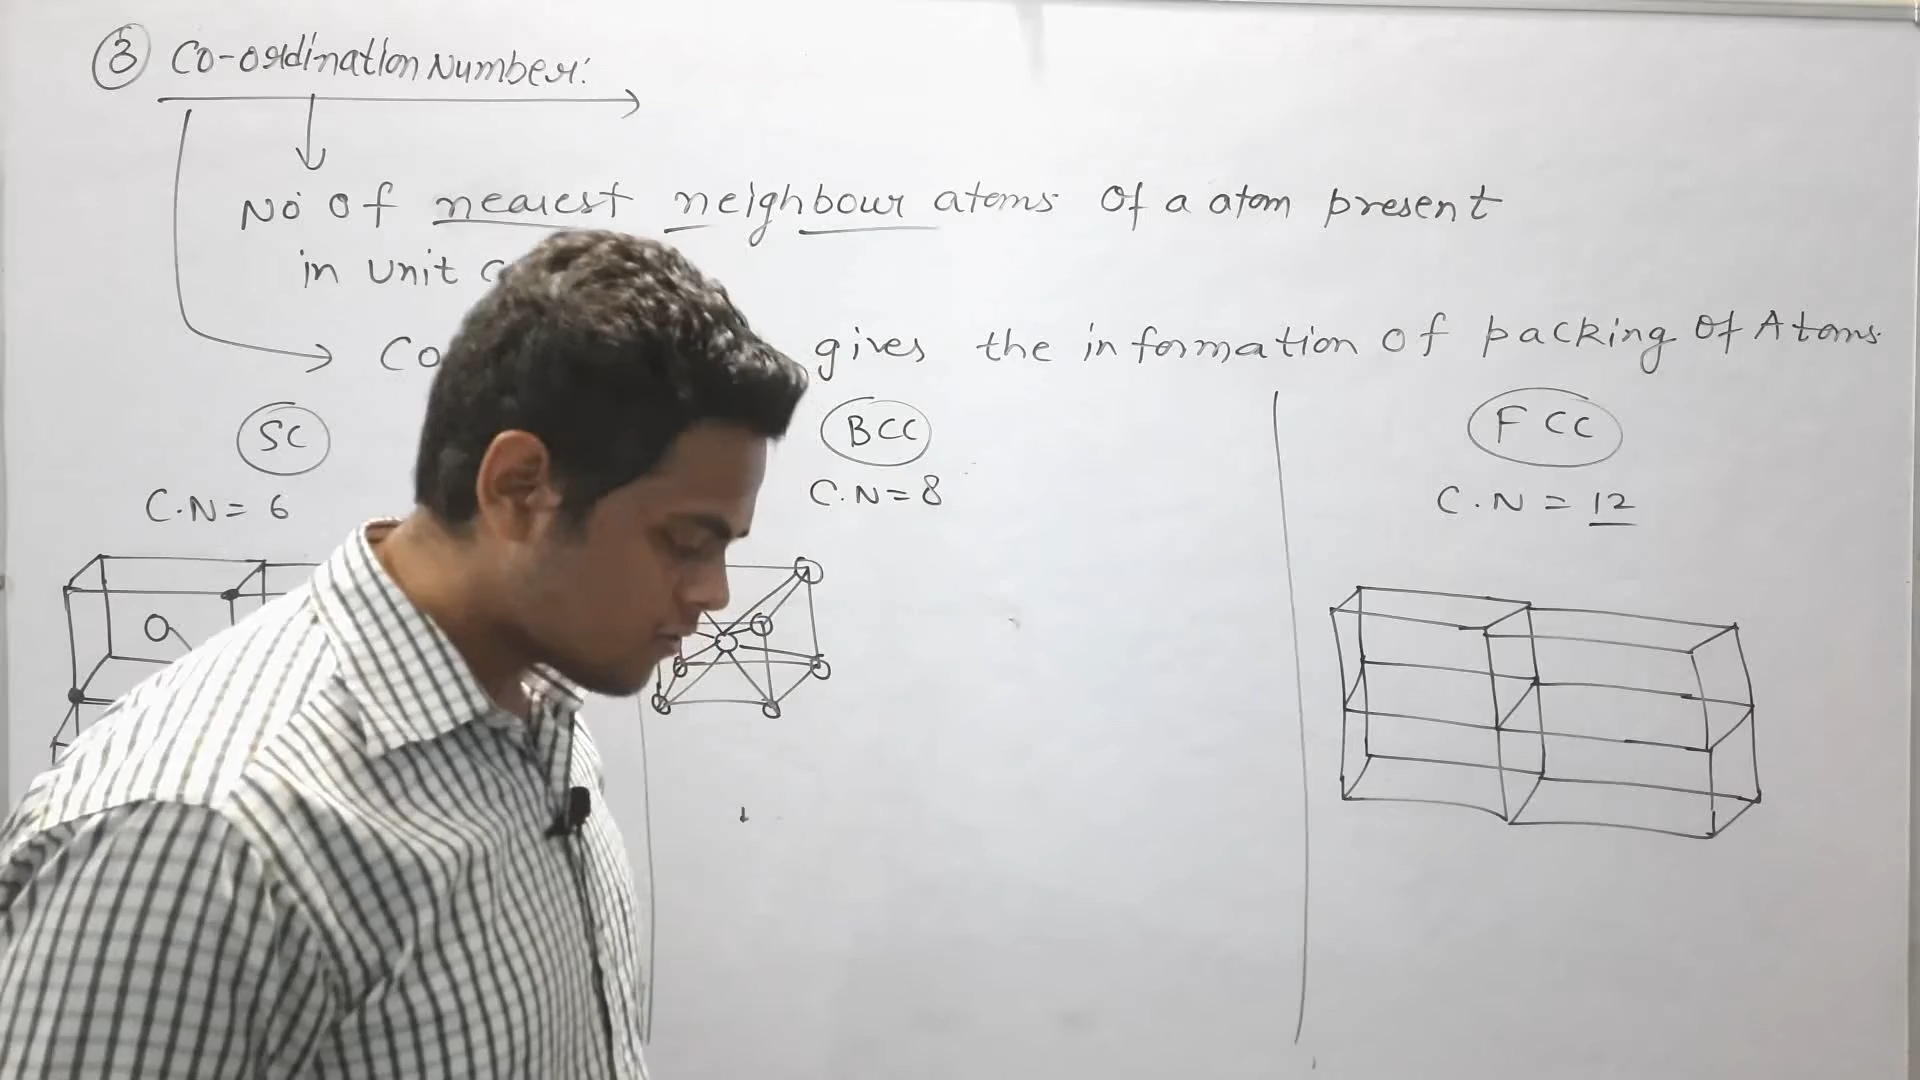 3 Co-ordination Number:
No of nearest neighbour atoms of a atom present
in unit
Co gives the information of packing of Atoms
SC
C.N = 6
BCC
C.N = 8
FCC
C.N = 12